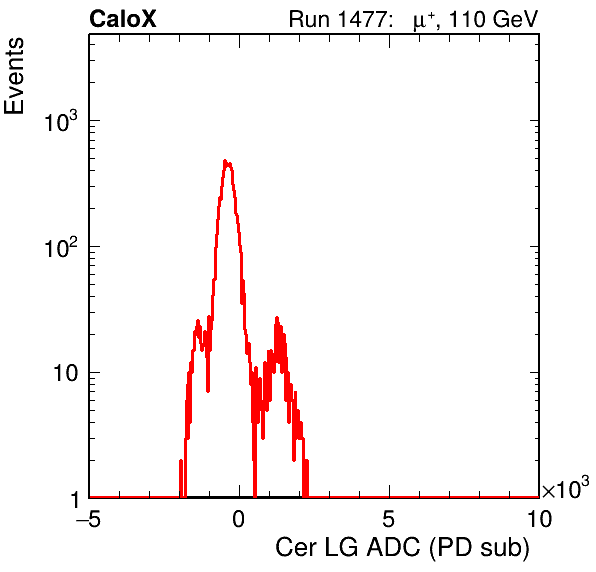 CaloX Run 1477: μ⁺, 110 GeV
Events
10³
10²
10
1
−5 0 5 10
×10³
Cer LG ADC (PD sub)